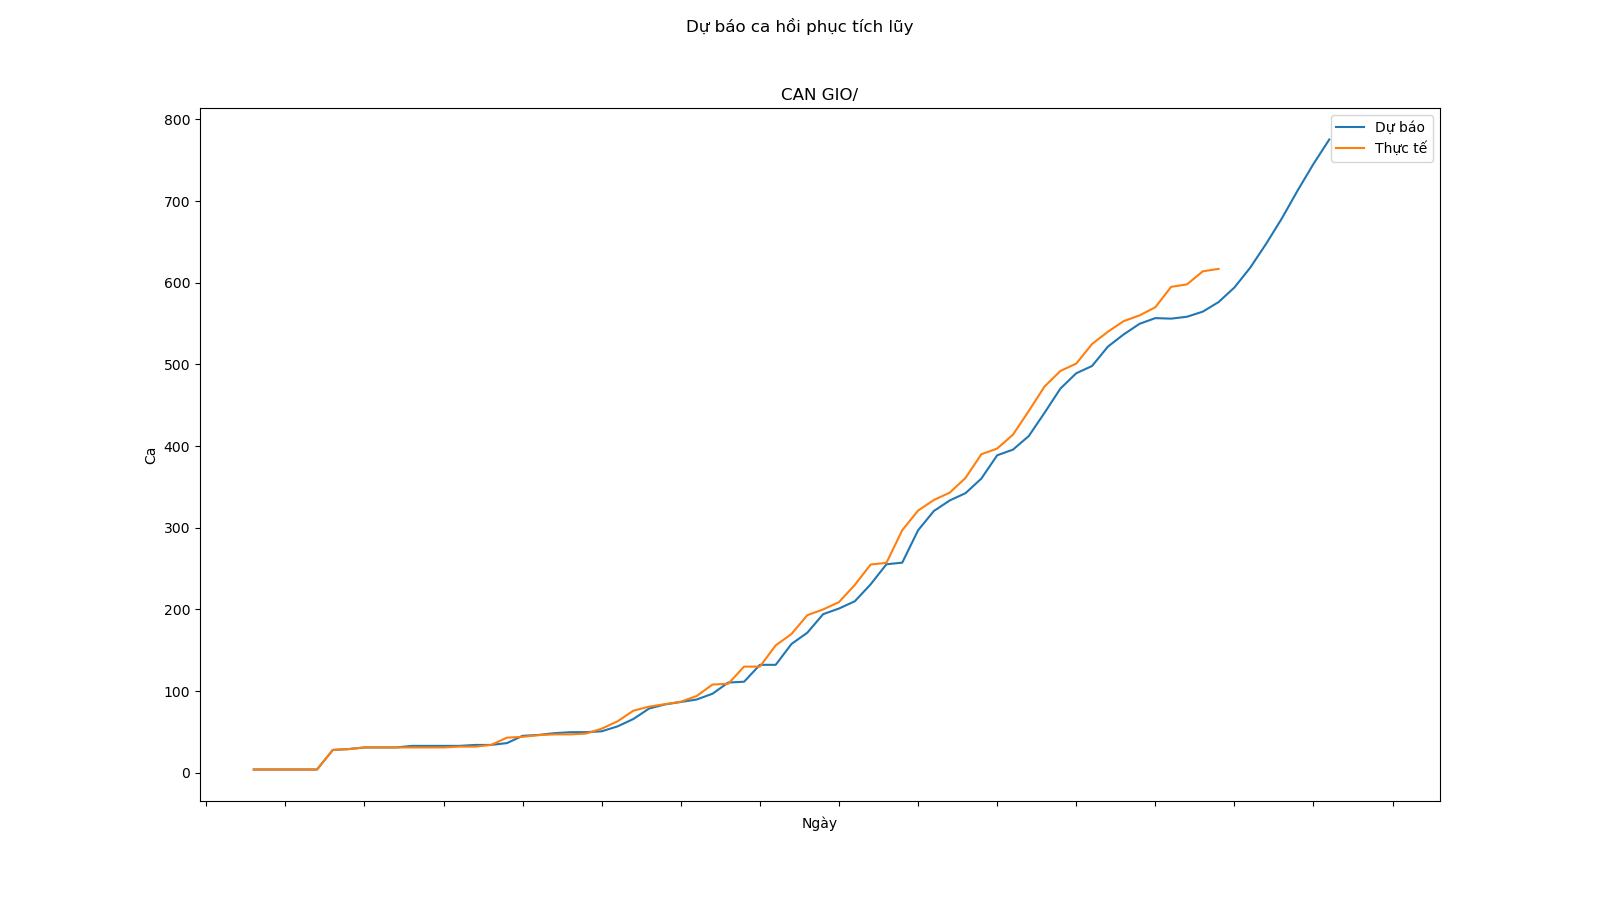 Dự báo ca hồi phục tích lũy
CAN GIO/
Dự báo
Thực tế
800
700
600
500
400
300
200
100
0
Ca
Ngày